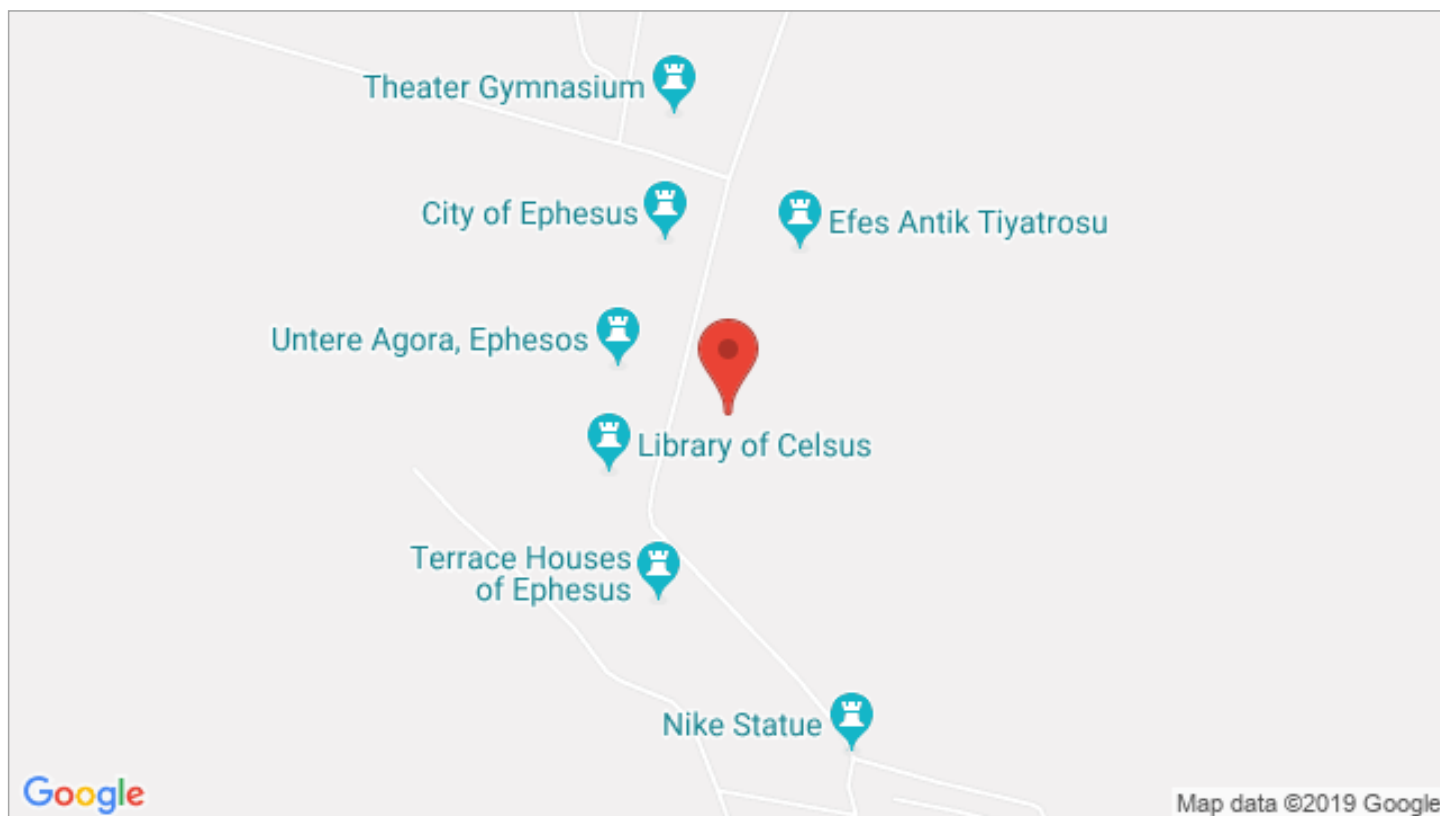 Theater Gymnasium
City of Ephesus
Efes Antik Tiyatrosu
Untere Agora, Ephesos
Library of Celsus
Terrace Houses
of Ephesus
Nike Statue
Google
Map data ©2019 Google